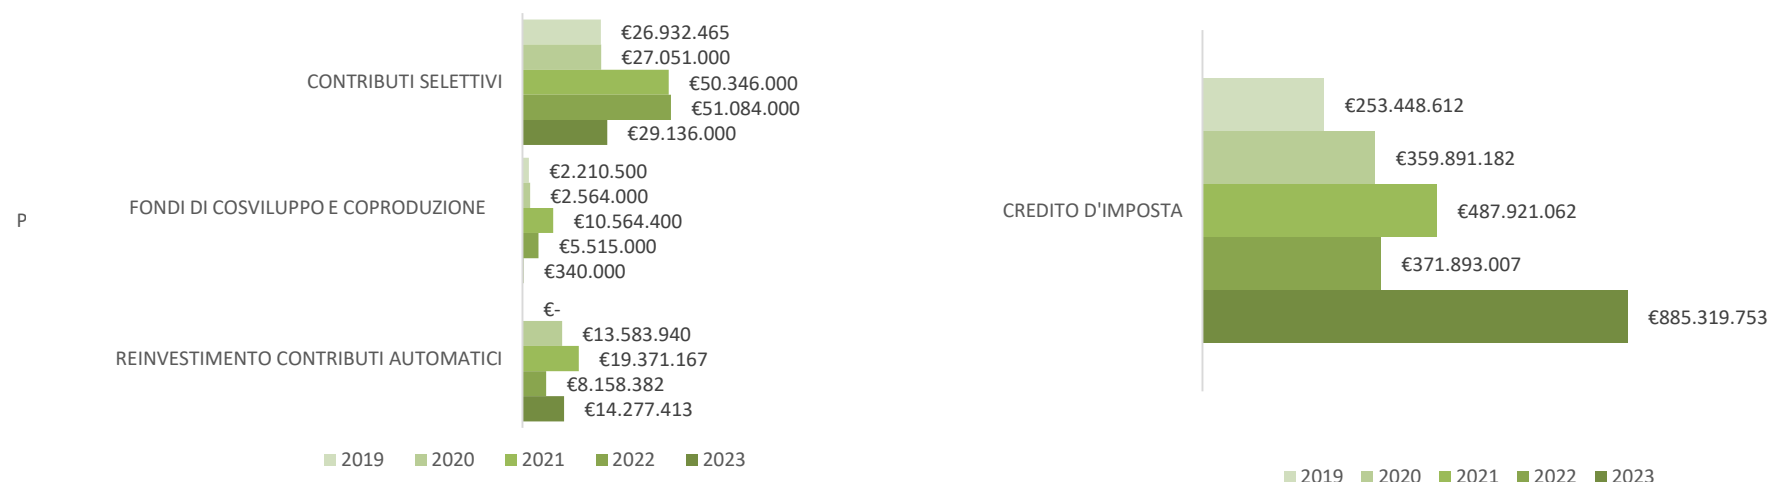 €26.932.465
€27.051.000
CONTRIBUTI SELETTIVI
€50.346.000
€51.084.000
€29.136.000
€2.210.500
€2.564.000
FONDI DI COSVILUPPO E COPRODUZIONE
€10.564.400
€5.515.000
€340.000
P
€-
€13.583.940
REINVESTIMENTO CONTRIBUTI AUTOMATICI
€19.371.167
€8.158.382
€14.277.413
2019 2020 2021 2022 2023
€253.448.612
€359.891.182
CREDITO D'IMPOSTA
€487.921.062
€371.893.007
€885.319.753
2019 2020 2021 2022 2023